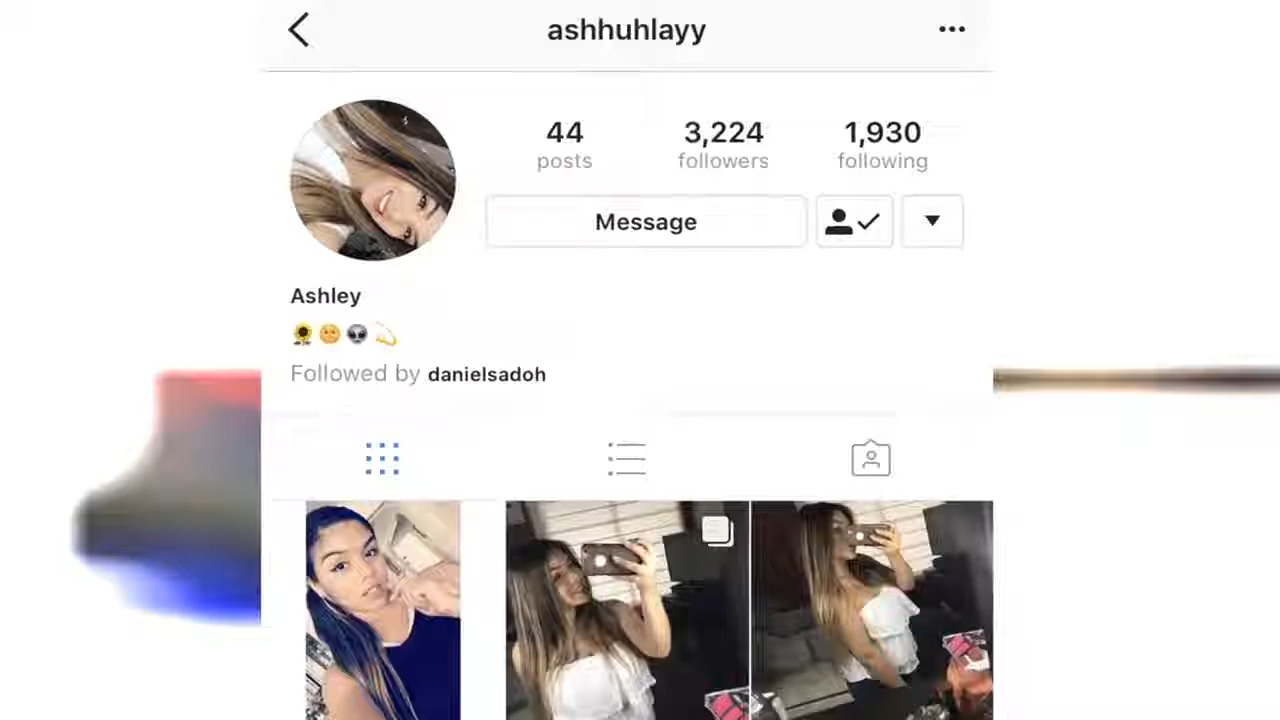 ashhuhlayy
44 3,224 1,930
posts followers following
Message
Ashley
🌻🌞👽💫
Followed by danielsadoh